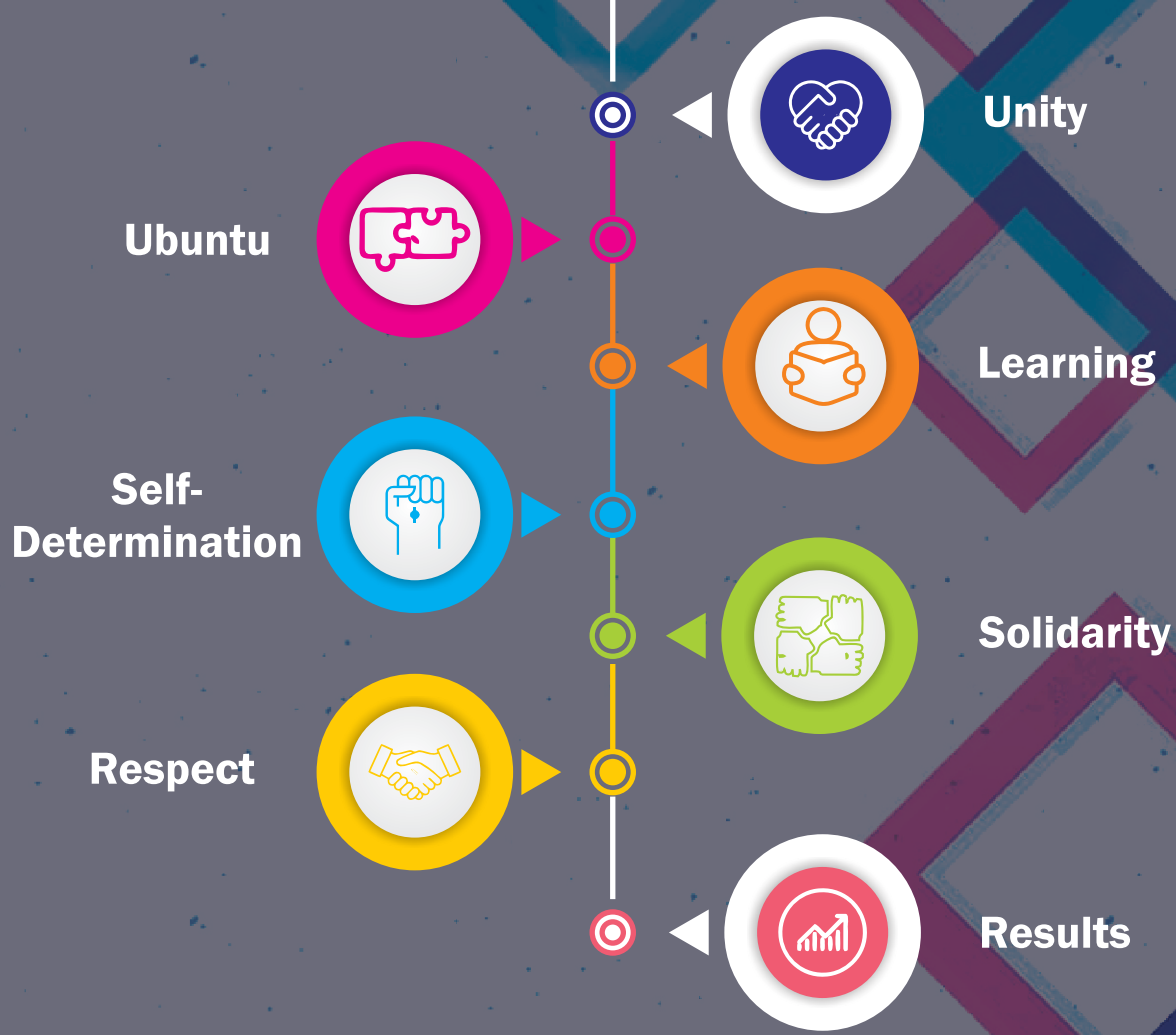 Unity
Ubuntu
Learning
Self-
Determination
Solidarity
Respect
Results